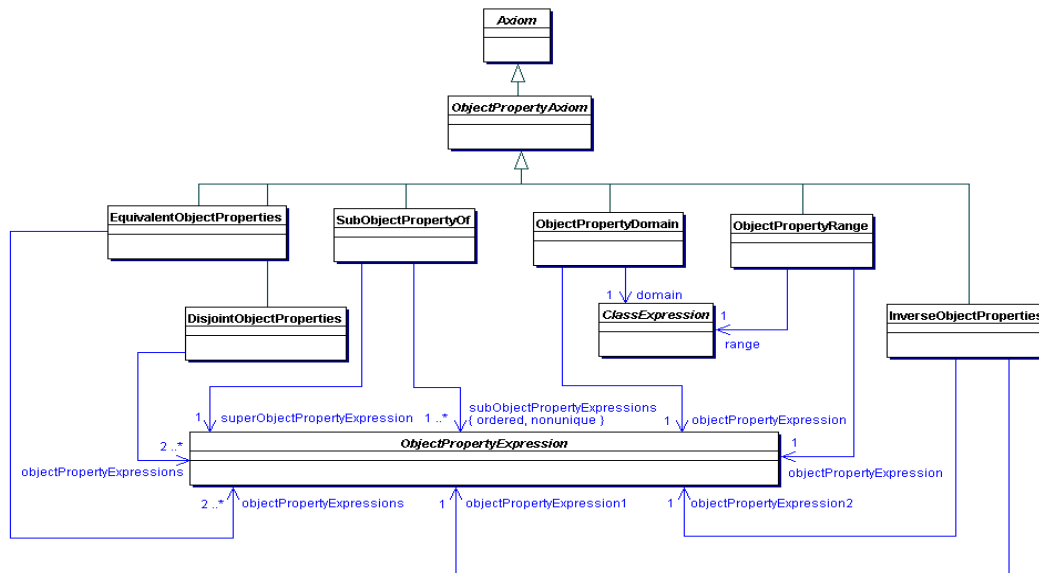 Axiom
ObjectPropertyAxiom
EquivalentObjectProperties
SubObjectPropertyOf
ObjectPropertyDomain
ObjectPropertyRange
1
domain
DisjointObjectProperties
ClassExpression
1
range
InverseObjectProperties
1
superObjectPropertyExpression
1 ..*
subObjectPropertyExpressions
{ ordered, nonunique }
1
objectPropertyExpression
ObjectPropertyExpression
2 ..*
objectPropertyExpressions
1
objectPropertyExpression
2 ..*
objectPropertyExpressions
1
objectPropertyExpression1
1
objectPropertyExpression2